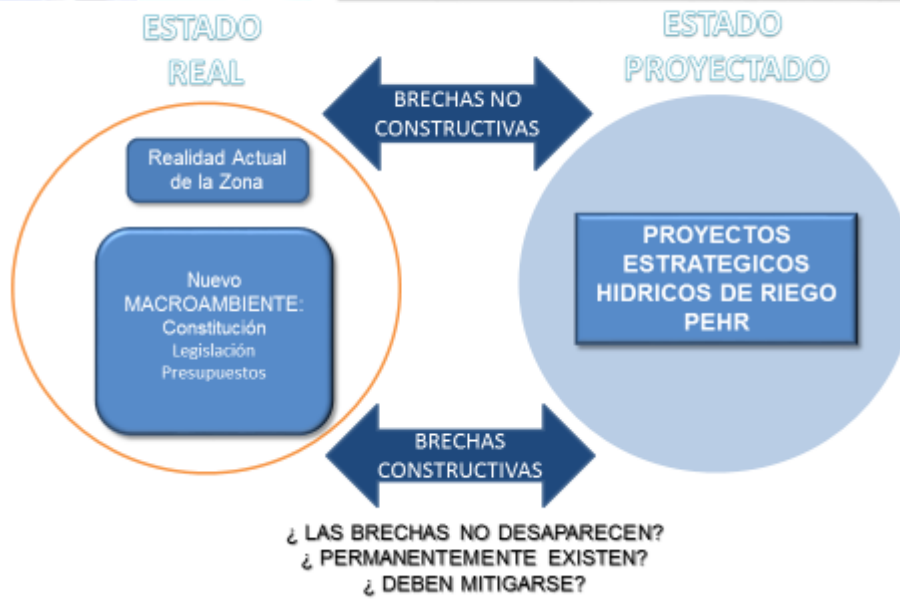 ESTADO
REAL
ESTADO
PROYECTADO
BRECHAS NO
CONSTRUCTIVAS
Realidad Actual
de la Zona
Nuevo
MACROAMBIENTE:
Constitución
Legislación
Presupuestos
PROYECTOS
ESTRATEGICOS
HIDRICOS DE RIEGO
PEHR
BRECHAS
CONSTRUCTIVAS
¿ LAS BRECHAS NO DESAPARECEN?
¿ PERMANENTEMENTE EXISTEN?
¿ DEBEN MITIGARSE?